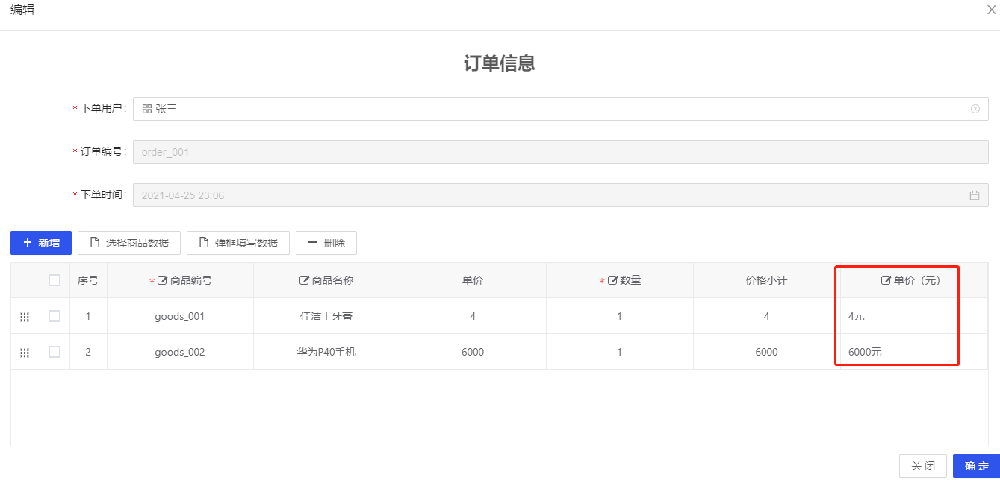 编辑
X
订单信息
* 下单用户: 张三
* 订单编号: order_001
* 下单时间: 2021-04-25 23:06
+ 新增 选择商品数据 弹框填写数据 — 删除
序号 * 商品编号 商品名称 单价 * 数量 价格小计 单价（元）
1 goods_001 佳洁士牙膏 4 1 4 4元
2 goods_002 华为P40手机 6000 1 6000 6000元
关 闭 确 定